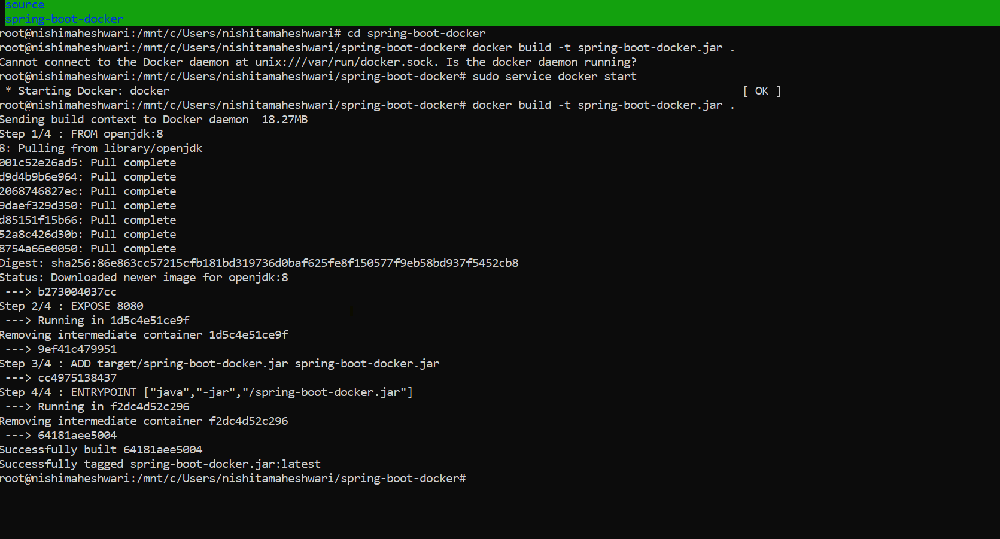 source
spring-boot-docker
root@nishimaheshwari:/mnt/c/Users/nishitamaheshwari# cd spring-boot-docker
root@nishimaheshwari:/mnt/c/Users/nishitamaheshwari/spring-boot-docker# docker build -t spring-boot-docker.jar .
Cannot connect to the Docker daemon at unix:///var/run/docker.sock. Is the docker daemon running?
root@nishimaheshwari:/mnt/c/Users/nishitamaheshwari/spring-boot-docker# sudo service docker start
 * Starting Docker: docker [ OK ]
root@nishimaheshwari:/mnt/c/Users/nishitamaheshwari/spring-boot-docker# docker build -t spring-boot-docker.jar .
Sending build context to Docker daemon  18.27MB
Step 1/4 : FROM openjdk:8
8: Pulling from library/openjdk
001c52e26ad5: Pull complete
d9d4b9b6e964: Pull complete
2068746827ec: Pull complete
9daef329d350: Pull complete
d85151f15b66: Pull complete
52a8c426d30b: Pull complete
8754a66e0050: Pull complete
Digest: sha256:86e863cc57215cfb181bd319736d0baf625fe8f150577f9eb58bd937f5452cb8
Status: Downloaded newer image for openjdk:8
 ---> b273004037cc
Step 2/4 : EXPOSE 8080
 ---> Running in 1d5c4e51ce9f
Removing intermediate container 1d5c4e51ce9f
 ---> 9ef41c479951
Step 3/4 : ADD target/spring-boot-docker.jar spring-boot-docker.jar
 ---> cc4975138437
Step 4/4 : ENTRYPOINT ["java","-jar","/spring-boot-docker.jar"]
 ---> Running in f2dc4d52c296
Removing intermediate container f2dc4d52c296
 ---> 64181aee5004
Successfully built 64181aee5004
Successfully tagged spring-boot-docker.jar:latest
root@nishimaheshwari:/mnt/c/Users/nishitamaheshwari/spring-boot-docker#